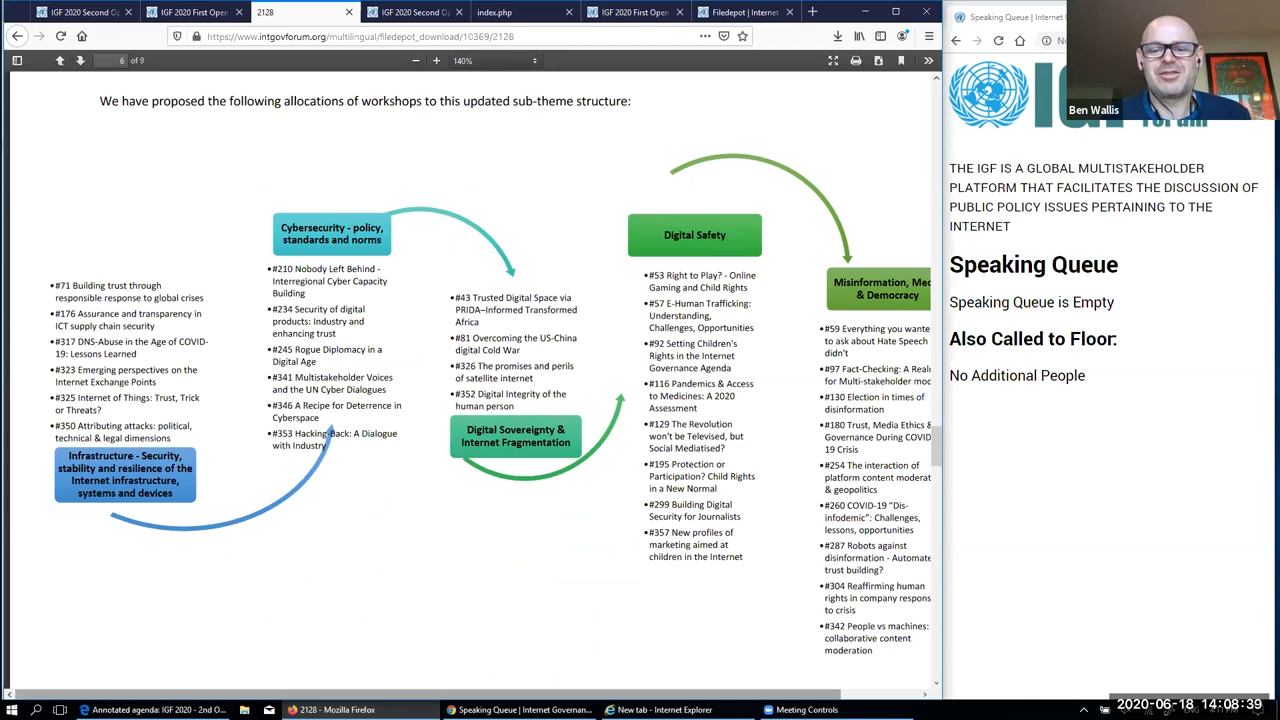 IGF 2020 Second Op
IGF 2020 First Open
2128
IGF 2020 Second Op
index.php
IGF 2020 First Open
Filedepot | Internet
https://www.intgovforum.org/multilingual/filedepot_download/10369/2128
6 of 9
140%
We have proposed the following allocations of workshops to this updated sub-theme structure:
•#71 Building trust through
responsible response to global crises
•#176 Assurance and transparency in
ICT supply chain security
•#317 DNS-Abuse in the Age of COVID-
19: Lessons Learned
•#323 Emerging perspectives on the
Internet Exchange Points
•#325 Internet of Things: Trust, Trick
or Threats?
•#350 Attributing attacks: political,
technical & legal dimensions
Infrastructure - Security,
stability and resilience of the
Internet infrastructure,
systems and devices
Cybersecurity - policy,
standards and norms
•#210 Nobody Left Behind -
Interregional Cyber Capacity
Building
•#234 Security of digital
products: Industry and
enhancing trust
•#245 Rogue Diplomacy in a
Digital Age
•#341 Multistakeholder Voices
and the UN Cyber Dialogues
•#346 A Recipe for Deterrence in
Cyberspace
•#353 Hacking-Back: A Dialogue
with Industry
•#43 Trusted Digital Space via
PRIDA–Informed Transformed
Africa
•#81 Overcoming the US-China
digital Cold War
•#326 The promises and perils
of satellite internet
•#352 Digital Integrity of the
human person
Digital Sovereignty &
Internet Fragmentation
Digital Safety
•#53 Right to Play? - Online
Gaming and Child Rights
•#57 E-Human Trafficking:
Understanding,
Challenges, Opportunities
•#92 Setting Children's
Rights in the Internet
Governance Agenda
•#116 Pandemics & Access
to Medicines: A 2020
Assessment
•#129 The Revolution
won't be Televised, but
Social Mediatised?
•#195 Protection or
Participation? Child Rights
in a New Normal
•#299 Building Digital
Security for Journalists
•#357 New profiles of
marketing aimed at
children in the Internet
Misinformation, Med
& Democracy
•#59 Everything you wante
to ask about Hate Speech
didn't
•#97 Fact-Checking: A Real
for Multi-stakeholder mod
•#130 Election in times of
disinformation
•#180 Trust, Media Ethics &
Governance During COVID
19 Crisis
•#254 The interaction of
platform content moderat
& geopolitics
•#260 COVID-19 "Dis-
infodemic": Challenges,
lessons, opportunities
•#287 Robots against
disinformation - Automate
trust building?
•#304 Reaffirming human
rights in company respons
to crisis
•#342 People vs machines:
collaborative content
moderation
Speaking Queue | Internet G
Ben Wallis
IGF
forum
THE IGF IS A GLOBAL MULTISTAKEHOLDER
PLATFORM THAT FACILITATES THE DISCUSSION OF
PUBLIC POLICY ISSUES PERTAINING TO THE
INTERNET
Speaking Queue
Speaking Queue is Empty
Also Called to Floor:
No Additional People
Annotated agenda: IGF 2020 - 2nd O...
2128 - Mozilla Firefox
Speaking Queue | Internet Governan...
New tab - Internet Explorer
Meeting Controls
2020-06-18 14:08:39